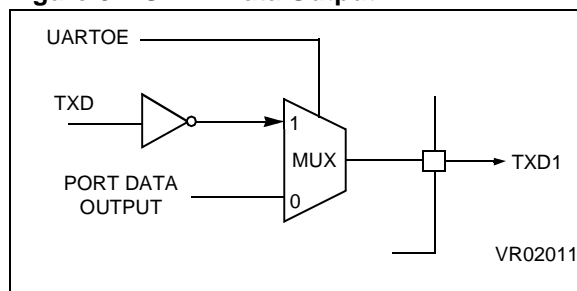 UARTOE
TXD
1
MUX
TXD1
PORT DATA
OUTPUT
0
VR02011